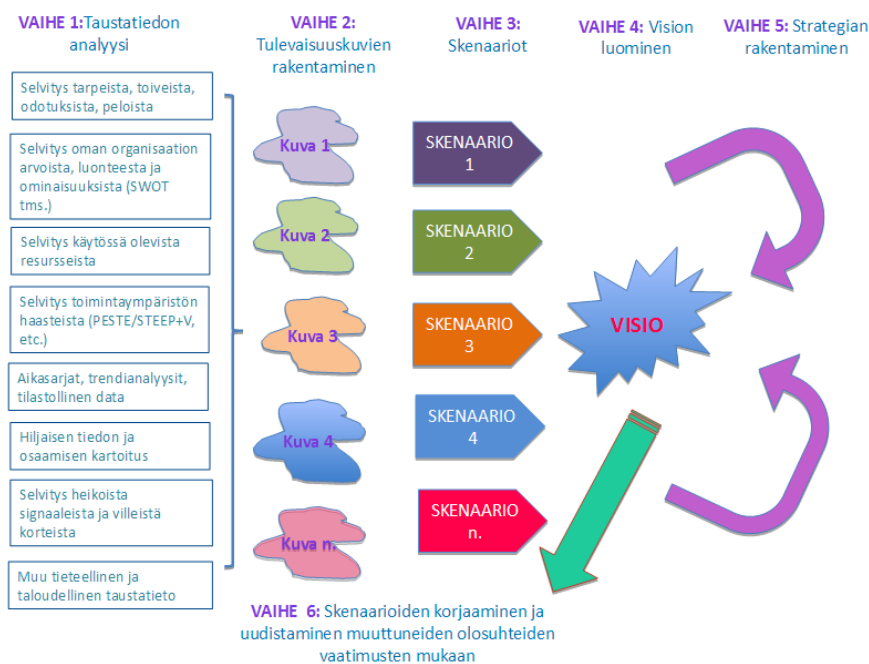 VAIHE 1:Taustatiedon
analyysi
VAIHE 2:
Tulevaisuuskuvien
rakentaminen
VAIHE 3:
Skenaariot
VAIHE 4: Vision
luominen
VAIHE 5: Strategian
rakentaminen
Selvitys tarpeista, toiveista,
odotuksista, peloista
Selvitys oman organisaation
arvoista, luonteesta ja
ominaisuuksista (SWOT
tms.)
Selvitys käytössä olevista
resursseista
Selvitys toimintaympäristön
haasteista (PESTE/STEEP+V,
etc.)
Aikasarjat, trendianalyysit,
tilastollinen data
Hiljaisen tiedon ja
osaamisen kartoitus
Selvitys heikoista
signaaleista ja villeistä
korteista
Muu tieteellinen ja
taloudellinen taustatieto
Kuva 1
Kuva 2
Kuva 3
Kuva 4
Kuva n.
SKENAARIO
1
SKENAARIO
2
SKENAARIO
3
SKENAARIO
4
SKENAARIO
n.
VISIO
VAIHE 6: Skenaarioiden korjaaminen ja
uudistaminen muuttuneiden olosuhteiden
vaatimusten mukaan